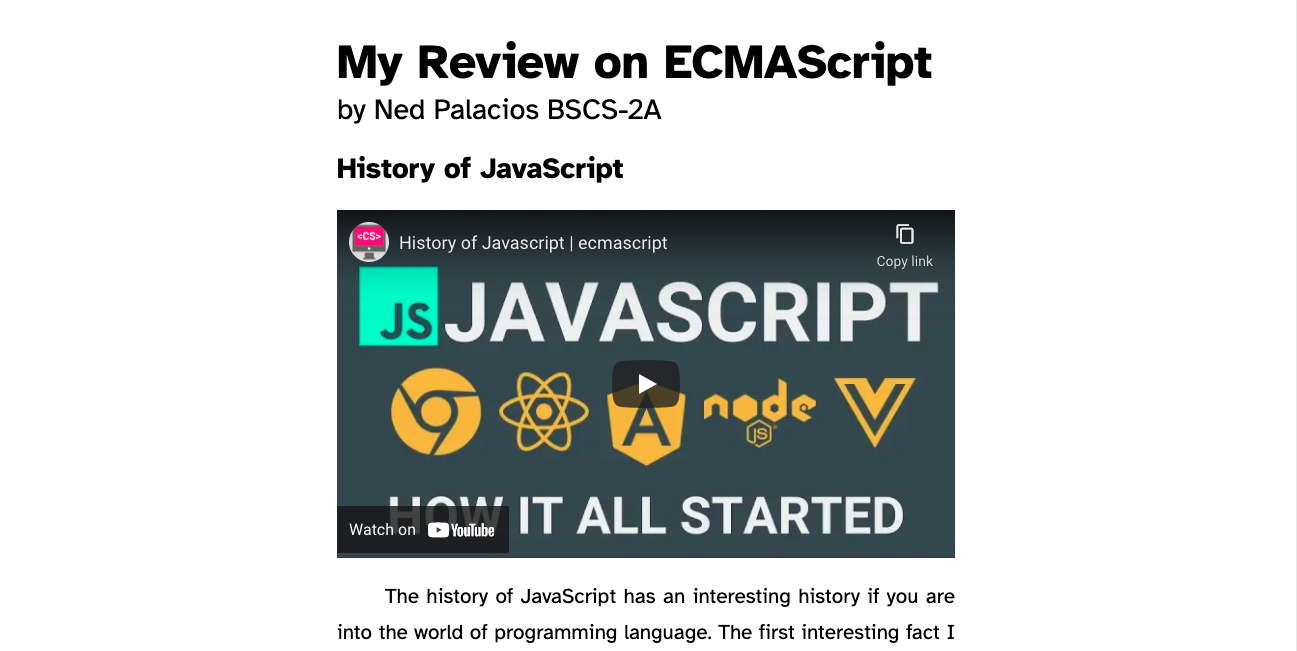 My Review on ECMAScript
by Ned Palacios BSCS-2A
History of JavaScript
<CS>
History of Javascript | ecmascript
Copy link
JS JAVASCRIPT
A
node
JS
HOW IT ALL STARTED
Watch on YouTube
The history of JavaScript has an interesting history if you are
into the world of programming language. The first interesting fact I